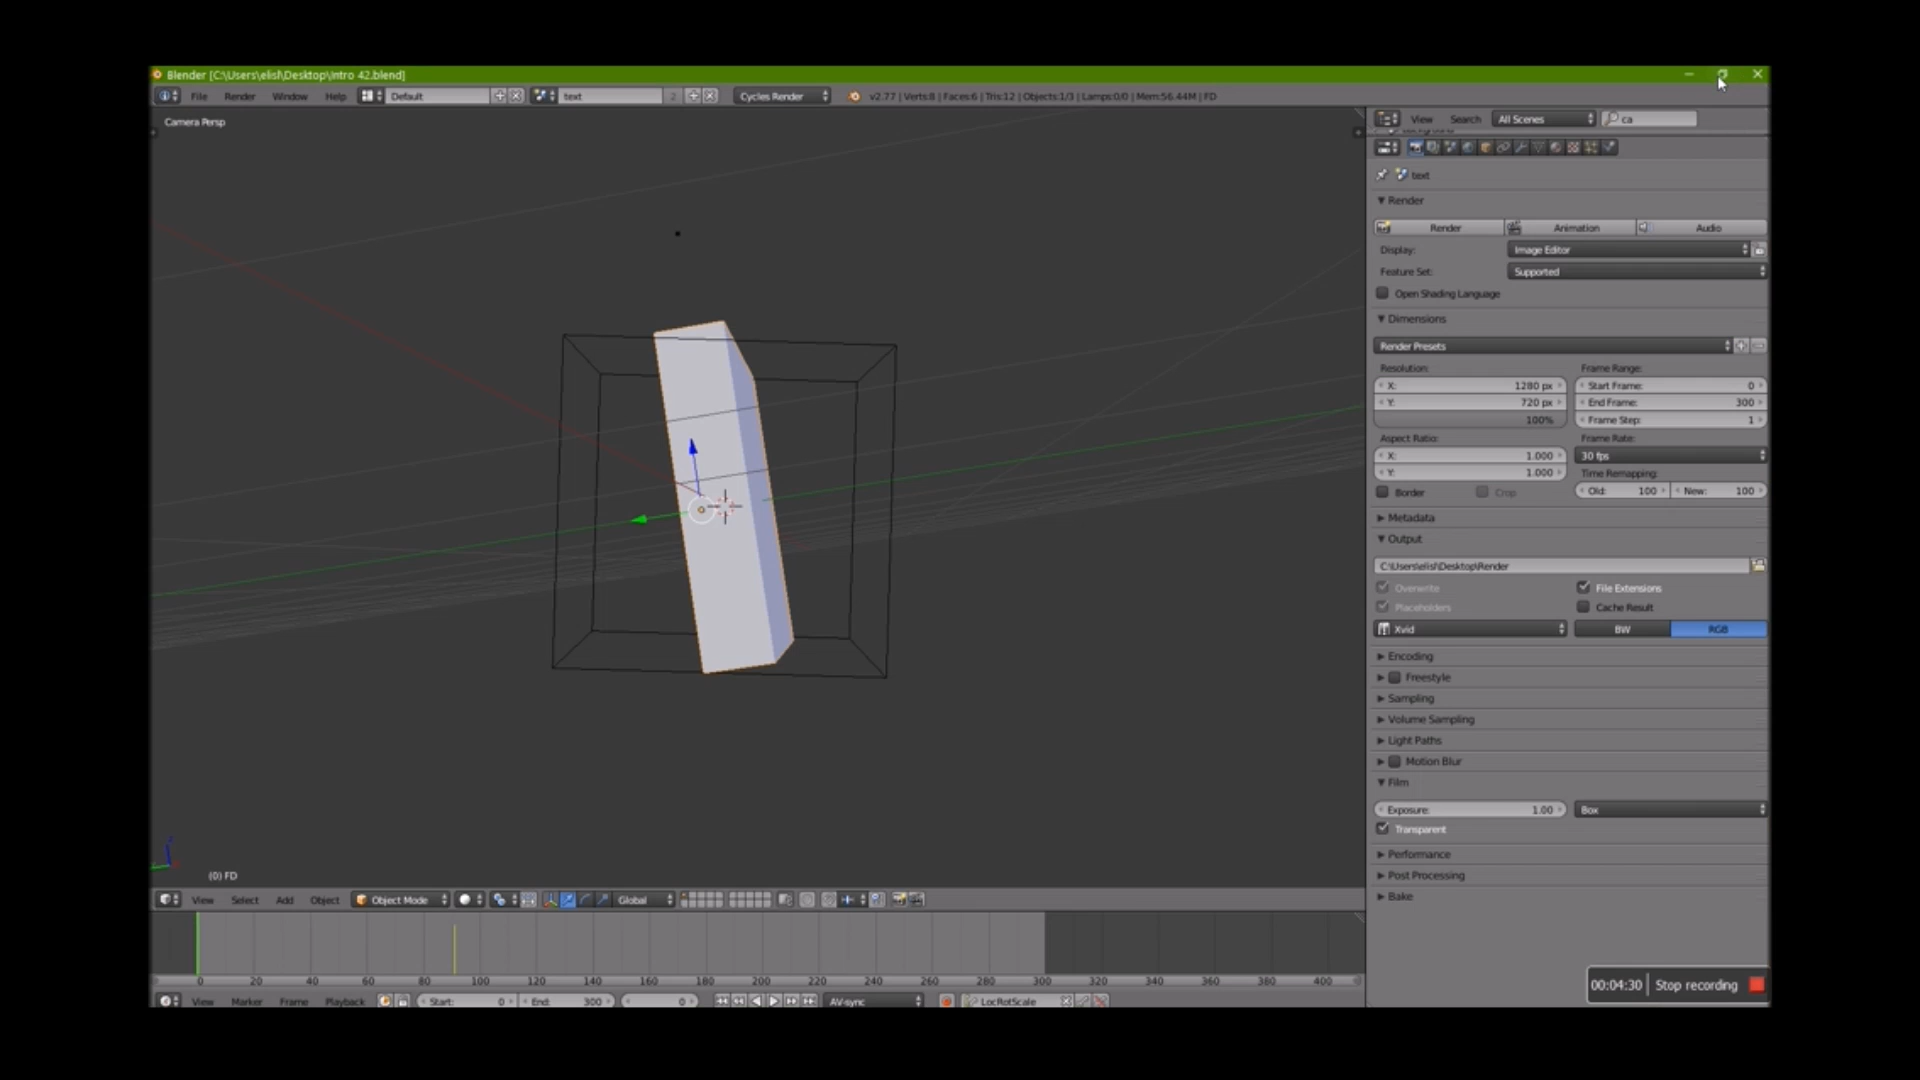 Blender [C:\Users\elisl\Desktop\Intro 42.blend]
File Render Window Help Default text 2 Cycles Render v2.77 | Verts:8 | Faces:6 | Tris:12 | Objects:1/3 | Lamps:0/0 | Mem:56.44M | FD
Camera Persp
View Search All Scenes ca
text
Render
Render Animation Audio
Display: Image Editor
Feature Set: Supported
Open Shading Language
Dimensions
Render Presets
Resolution: Frame Range:
X: 1280 px Start Frame: 0
Y: 720 px End Frame: 300
100% Frame Step: 1
Aspect Ratio: Frame Rate:
X: 1.000 30 fps
Y: 1.000 Time Remapping:
Border Crop Old: 100 New: 100
Metadata
Output
C:\Users\elisl\Desktop\Render
Overwrite File Extensions
Placeholders Cache Result
Xvid BW RGB
Encoding
Freestyle
Sampling
Volume Sampling
Light Paths
Motion Blur
Film
Exposure: 1.00 Box
Transparent
Performance
Post Processing
Bake
(0) FD
View Select Add Object Object Mode Global
0 20 40 60 80 100 120 140 160 180 200 220 240 260 280 300 320 340 360 380 400
View Marker Frame Playback Start: 0 End: 300 0 AV-sync LocRotScale
00:04:30 Stop recording